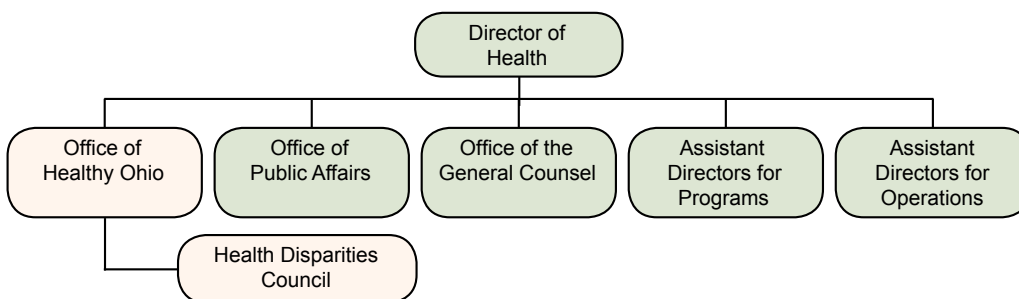 Director of
Health
Office of
Healthy Ohio
Office of
Public Affairs
Office of the
General Counsel
Assistant
Directors for
Programs
Assistant
Directors for
Operations
Health Disparities
Council